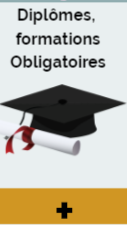 Diplômes,
formations
Obligatoires
+